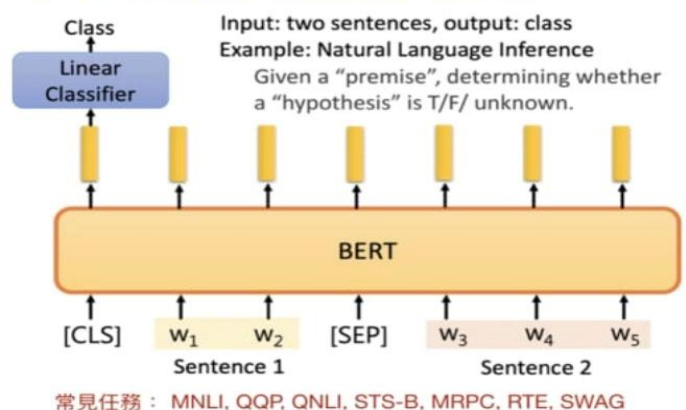 Class
Input: two sentences, output: class
Example: Natural Language Inference
Linear
Classifier
Given a “premise”, determining whether
a “hypothesis” is T/F/ unknown.
BERT
[CLS] w₁ w₂ [SEP] w₃ w₄ w₅
Sentence 1 Sentence 2
常見任務： MNLI, QQP, QNLI, STS-B, MRPC, RTE, SWAG